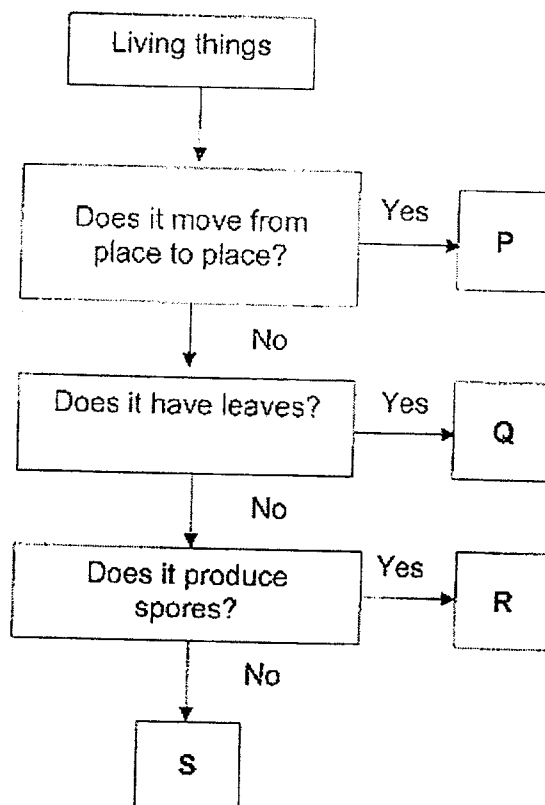 Living things
Does it move from
place to place?
Yes
P
No
Does it have leaves?
Yes
Q
No
Does it produce
spores?
Yes
R
No
S